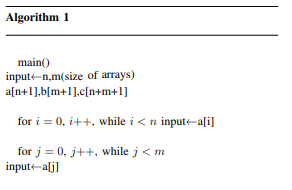 Algorithm 1
main()
input←n,m(size of arrays)
a[n+1],b[m+1],c[n+m+1]
for i = 0, i++, while i < n input←a[i]
for j = 0, j++, while j < m
input←a[j]